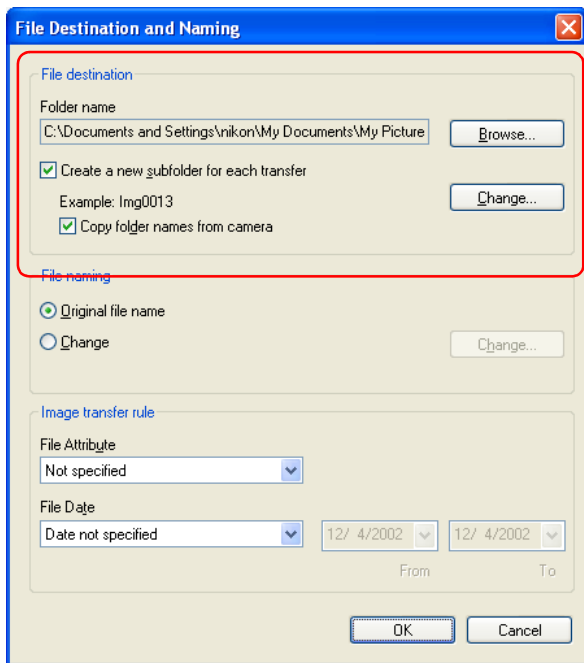 File Destination and Naming
File destination
Folder name
C:\Documents and Settings\nikon\My Documents\My Picture
Browse...
Create a new subfolder for each transfer
Example: Img0013
Change...
Copy folder names from camera
File naming
Original file name
Change
Change...
Image transfer rule
File Attribute
Not specified
File Date
Date not specified
12/ 4/2002
12/ 4/2002
From
To
OK
Cancel